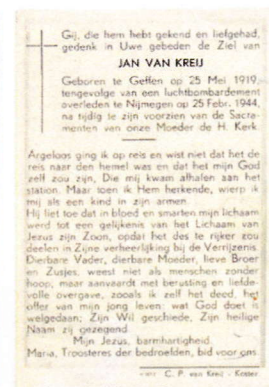 Gij, die hem hebt gekend en liefgehad,
gedenk in Uwe gebeden de Ziel van
JAN VAN KREIJ
Geboren te Geffen op 25 Mei 1919,
tengevolge van een luchtbombardement
overleden te Nijmegen op 25 Febr. 1944,
na tijdig te zijn voorzien van de Sacra-
menten van onze Moeder de H. Kerk.
Argeloos ging ik op reis en wist niet dat het de
reis naar den hemel was en dat het mijn God
zelf zou zijn, Die mij kwam afhalen aan het
station. Maar toen ik Hem herkende, wierp ik
mij als een kind in zijn armen.
Hij liet toe dat in bloed en smarten mijn lichaam
werd tot een gelijkenis van het Lichaam van
Jezus zijn Zoon, opdat het des te rijker zou
deelen in Zijne verheerlijking bij de Verrijzenis.
Dierbare Vader, dierbare Moeder, lieve Broer
en Zusjes, weest niet als menschen zonder
hoop, maar aanvaardt met berusting en liefde-
volle overgave, zooals ik zelf het deed, het
offer van mijn jong leven: wat God doet is
welgedaan; Zijn Wil geschiede, Zijn heilige
Naam zij gezegend.
Mijn Jezus, barmhartigheid.
Maria, Troosteres der bedroefden, bid voor ons.
C. P. van Kreij - Koster